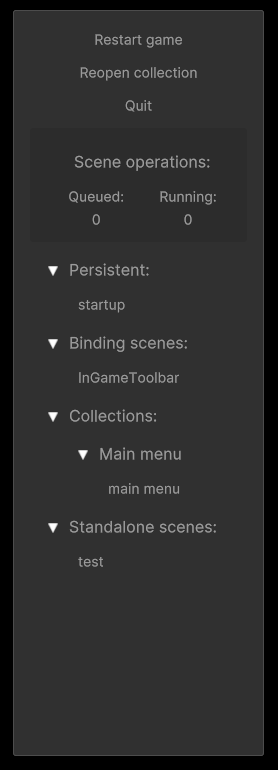 Restart game
Reopen collection
Quit
Scene operations:
Queued: Running:
0 0
Persistent:
startup
Binding scenes:
InGameToolbar
Collections:
Main menu
main menu
Standalone scenes:
test